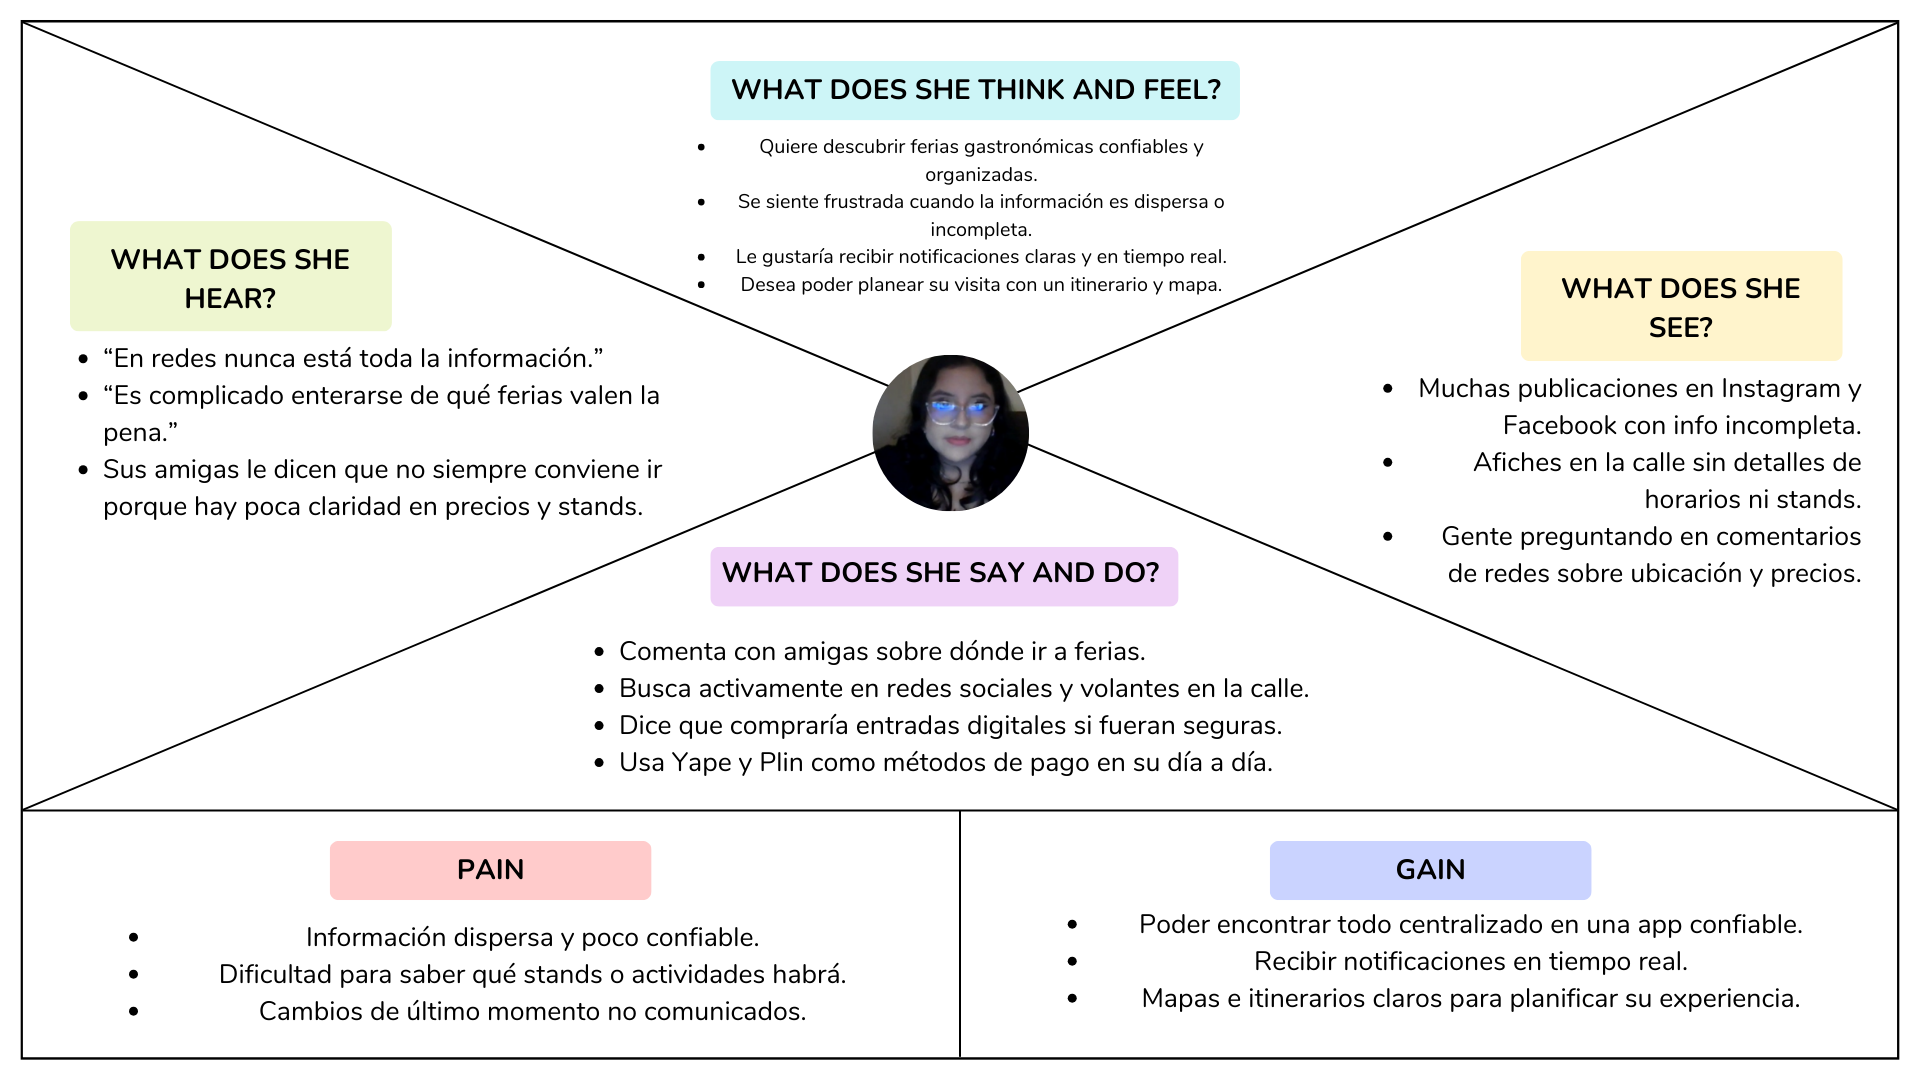 WHAT DOES SHE THINK AND FEEL?
Quiere descubrir ferias gastronómicas confiables y
organizadas.
Se siente frustrada cuando la información es dispersa o
incompleta.
Le gustaría recibir notificaciones claras y en tiempo real.
Desea poder planear su visita con un itinerario y mapa.
WHAT DOES SHE
HEAR?
“En redes nunca está toda la información.”
“Es complicado enterarse de qué ferias valen la
pena.”
Sus amigas le dicen que no siempre conviene ir
porque hay poca claridad en precios y stands.
WHAT DOES SHE
SEE?
Muchas publicaciones en Instagram y
Facebook con info incompleta.
Afiches en la calle sin detalles de
horarios ni stands.
Gente preguntando en comentarios
de redes sobre ubicación y precios.
WHAT DOES SHE SAY AND DO?
Comenta con amigas sobre dónde ir a ferias.
Busca activamente en redes sociales y volantes en la calle.
Dice que compraría entradas digitales si fueran seguras.
Usa Yape y Plin como métodos de pago en su día a día.
PAIN
Información dispersa y poco confiable.
Dificultad para saber qué stands o actividades habrá.
Cambios de último momento no comunicados.
GAIN
Poder encontrar todo centralizado en una app confiable.
Recibir notificaciones en tiempo real.
Mapas e itinerarios claros para planificar su experiencia.